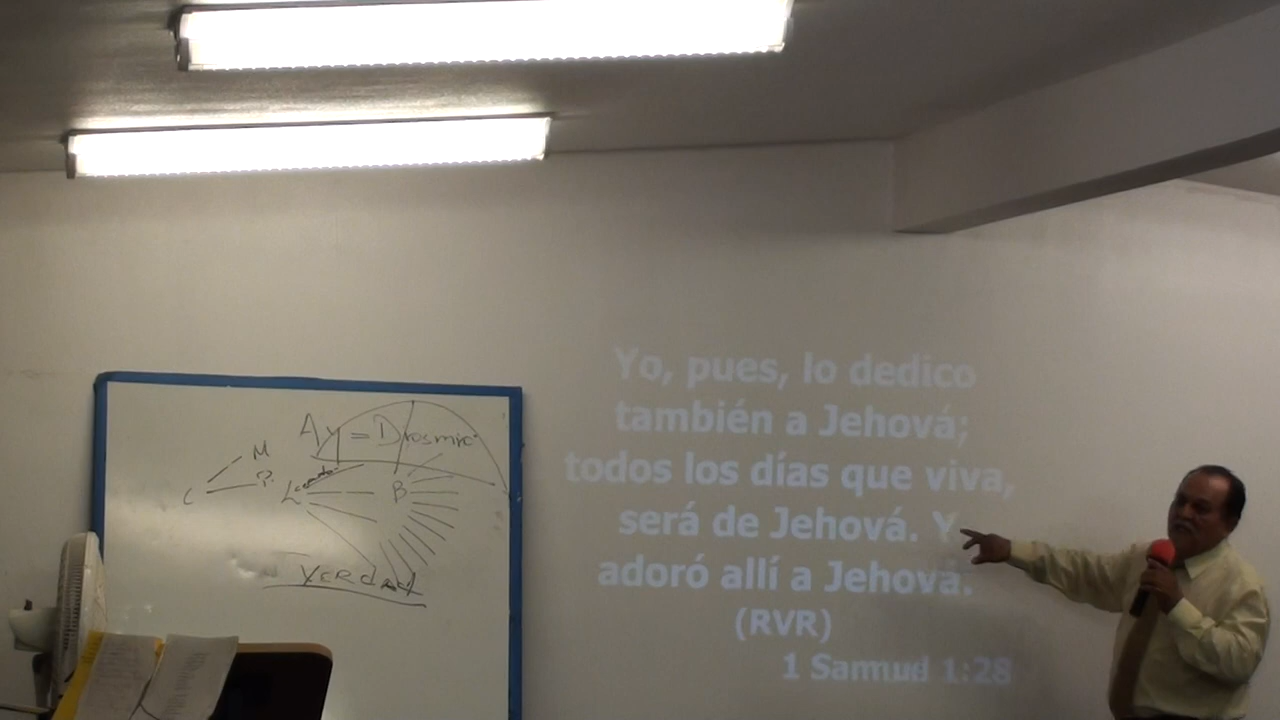 M
C
L
B
Verdad
Yo, pues, lo dedico
también a Jehová;
todos los días que viva,
será de Jehová. Y
adoró allí a Jehová.
(RVR)
1 Samuel 1:28